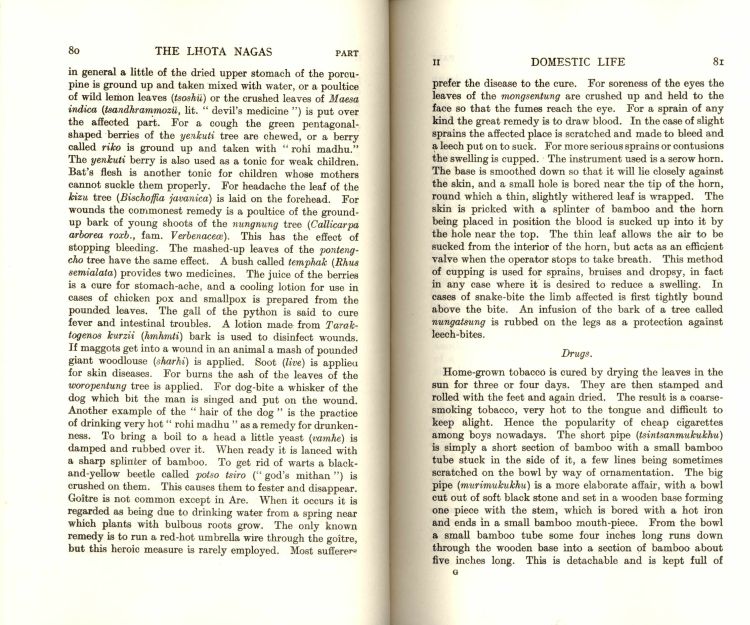 80 THE LHOTA NAGAS PART
in general a little of the dried upper stomach of the porcu-
pine is ground up and taken mixed with water, or a poultice
of wild lemon leaves (tsoshü) or the crushed leaves of Maesa
indica (tsandhrammozü, lit. " devil's medicine ") is put over
the affected part. For a cough the green pentagonal-
shaped berries of the yenkuti tree are chewed, or a berry
called riko is ground up and taken with " rohi madhu."
The yenkuti berry is also used as a tonic for weak children.
Bat's flesh is another tonic for children whose mothers
cannot suckle them properly. For headache the leaf of the
kizu tree (Bischoffia javanica) is laid on the forehead. For
wounds the commonest remedy is a poultice of the ground-
up bark of young shoots of the nungnung tree (Callicarpa
arborea roxb., fam. Verbenaceæ). This has the effect of
stopping bleeding. The mashed-up leaves of the ponteng-
cho tree have the same effect. A bush called temphak (Rhus
semialata) provides two medicines. The juice of the berries
is a cure for stomach-ache, and a cooling lotion for use in
cases of chicken pox and smallpox is prepared from the
pounded leaves. The gall of the python is said to cure
fever and intestinal troubles. A lotion made from Tarak-
togenos kurzii (hmhmti) bark is used to disinfect wounds.
If maggots get into a wound in an animal a mash of pounded
giant woodlouse (sharhi) is applied. Soot (live) is applied
for skin diseases. For burns the ash of the leaves of the
woropentung tree is applied. For dog-bite a whisker of the
dog which bit the man is singed and put on the wound.
Another example of the " hair of the dog " is the practice
of drinking very hot " rohi madhu " as a remedy for drunken-
ness. To bring a boil to a head a little yeast (vamhe) is
damped and rubbed over it. When ready it is lanced with
a sharp splinter of bamboo. To get rid of warts a black-
and-yellow beetle called potso tsiro (" god's mithan ") is
crushed on them. This causes them to fester and disappear.
Goître is not common except in Are. When it occurs it is
regarded as being due to drinking water from a spring near
which plants with bulbous roots grow. The only known
remedy is to run a red-hot umbrella wire through the goître,
but this heroic measure is rarely employed. Most sufferers
II DOMESTIC LIFE 81
prefer the disease to the cure. For soreness of the eyes the
leaves of the mongsentung are crushed up and held to the
face so that the fumes reach the eye. For a sprain of any
kind the great remedy is to draw blood. In the case of slight
sprains the affected place is scratched and made to bleed and
a leech put on to suck. For more serious sprains or contusions
the swelling is cupped. The instrument used is a serow horn.
The base is smoothed down so that it will lie closely against
the skin, and a small hole is bored near the tip of the horn,
round which a thin, slightly withered leaf is wrapped. The
skin is pricked with a splinter of bamboo and the horn
being placed in position the blood is sucked up into it by
the hole near the top. The thin leaf allows the air to be
sucked from the interior of the horn, but acts as an efficient
valve when the operator stops to take breath. This method
of cupping is used for sprains, bruises and dropsy, in fact
in any case where it is desired to reduce a swelling. In
cases of snake-bite the limb affected is first tightly bound
above the bite. An infusion of the bark of a tree called
nungatsung is rubbed on the legs as a protection against
leech-bites.
Drugs.
Home-grown tobacco is cured by drying the leaves in the
sun for three or four days. They are then stamped and
rolled with the feet and again dried. The result is a coarse-
smoking tobacco, very hot to the tongue and difficult to
keep alight. Hence the popularity of cheap cigarettes
among boys nowadays. The short pipe (tsintsanmukukhu)
is simply a short section of bamboo with a small bamboo
tube stuck in the side of it, a few lines being sometimes
scratched on the bowl by way of ornamentation. The big
pipe (murimukukhu) is a more elaborate affair, with a bowl
cut out of soft black stone and set in a wooden base forming
one piece with the stem, which is bored with a hot iron
and ends in a small bamboo mouth-piece. From the bowl
a small bamboo tube some four inches long runs down
through the wooden base into a section of bamboo about
five inches long. This is detachable and is kept full of
G